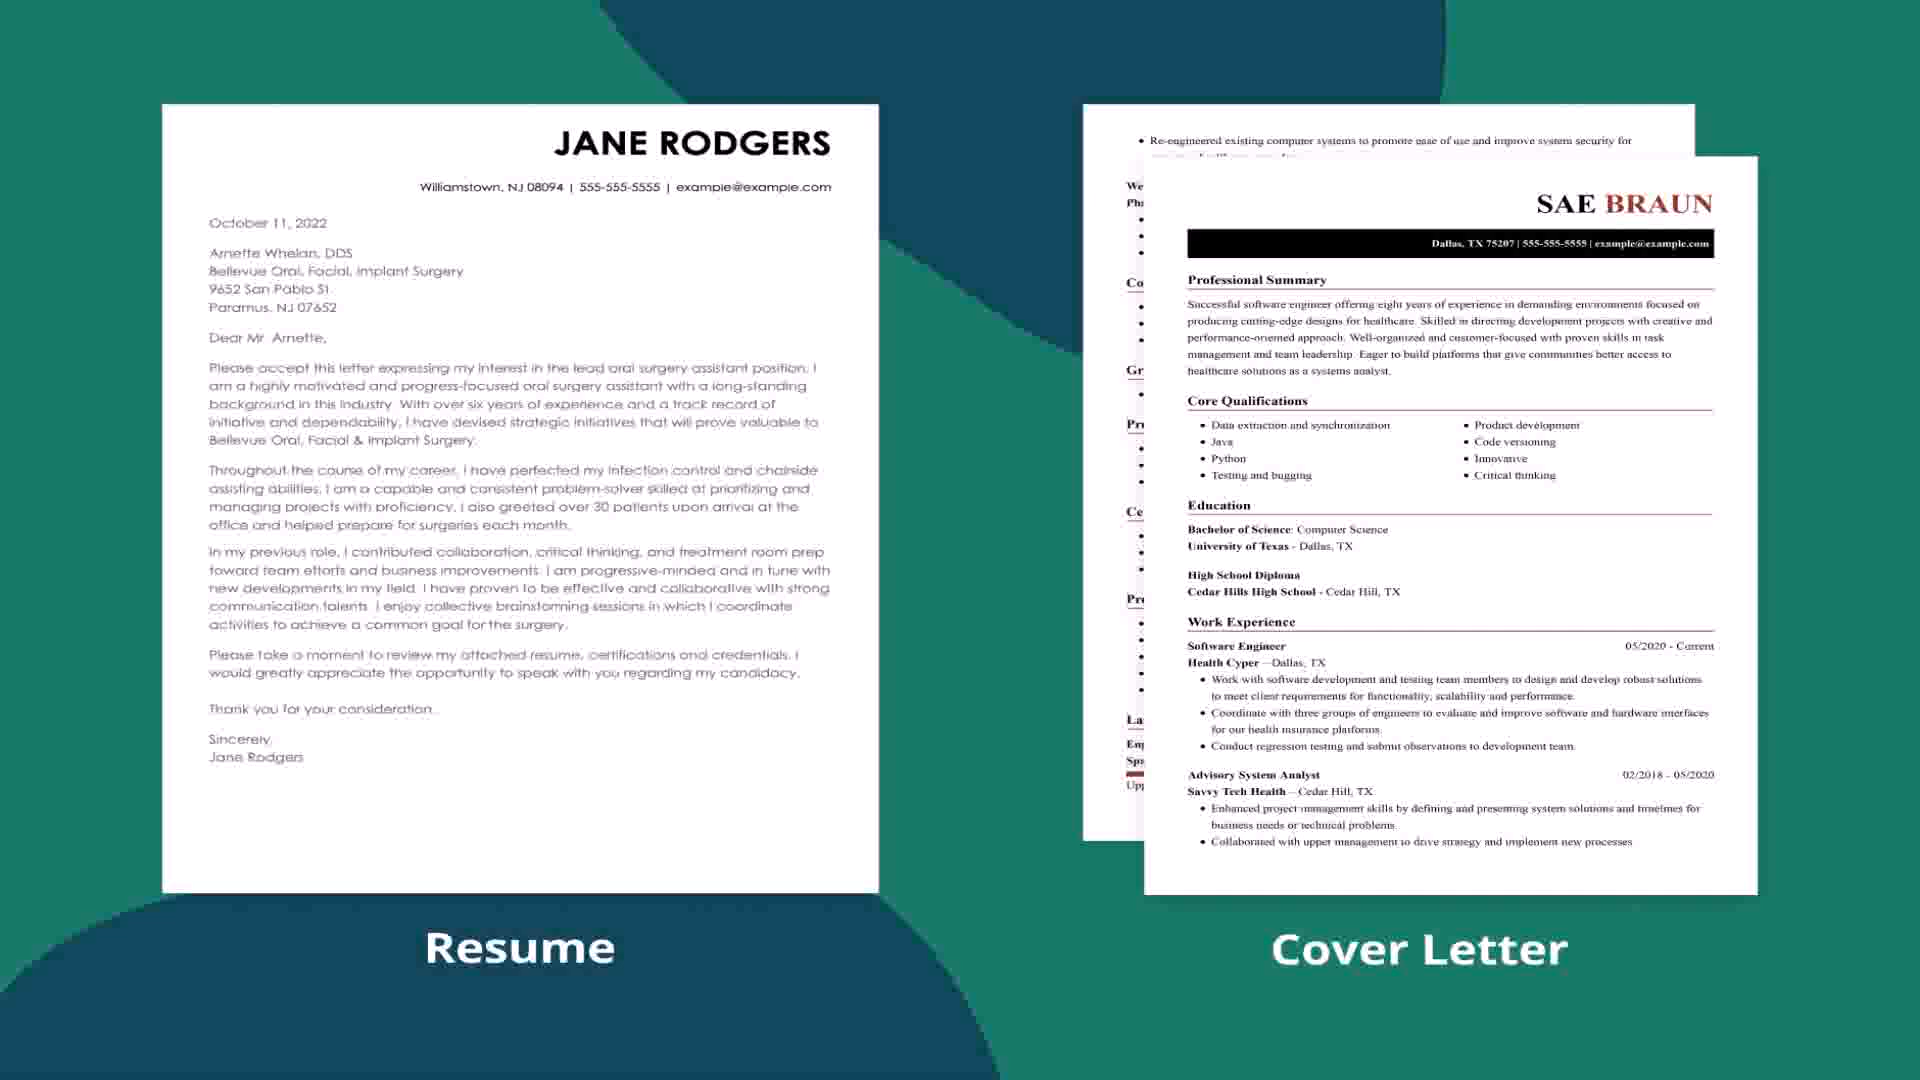 JANE RODGERS
Williamstown, NJ 08094 | 555-555-5555 | example@example.com
October 11, 2022
Arnette Whelan, DDS
Bellevue Oral, Facial, Implant Surgery
9652 San Pablo St.
Paramus, NJ 07652
Dear Mr. Arnette,
Please accept this letter expressing my interest in the lead oral surgery assistant position. I
am a highly motivated and progress-focused oral surgery assistant with a long-standing
background in this industry. With over six years of experience and a track record of
initiative and dependability, I have devised strategic initiatives that will prove valuable to
Bellevue Oral, Facial & Implant Surgery.
Throughout the course of my career, I have perfected my infection control and chairside
assisting abilities. I am a capable and consistent problem-solver skilled at prioritizing and
managing projects with proficiency. I also greeted over 30 patients upon arrival at the
office and helped prepare for surgeries each month.
In my previous role, I contributed collaboration, critical thinking, and treatment room prep
toward team efforts and business improvements. I am progressive-minded and in tune with
new developments in my field. I have proven to be effective and collaborative with strong
communication talents. I enjoy collective brainstorming sessions in which I coordinate
activities to achieve a common goal for the surgery.
Please take a moment to review my attached resume, certifications and credentials. I
would greatly appreciate the opportunity to speak with you regarding my candidacy.
Thank you for your consideration.
Sincerely,
Jane Rodgers
Resume
Re-engineered existing computer systems to promote ease of use and improve system security for
We
Pha
Co
Gr
Pr
Ce
Pr
La
Eng
Spa
Upp
SAE BRAUN
Dallas, TX 75207 | 555-555-5555 | example@example.com
Professional Summary
Successful software engineer offering eight years of experience in demanding environments focused on
producing cutting-edge designs for healthcare. Skilled in directing development projects with creative and
performance-oriented approach. Well-organized and customer-focused with proven skills in task
management and team leadership. Eager to build platforms that give communities better access to
healthcare solutions as a systems analyst.
Core Qualifications
• Data extraction and synchronization
• Java
• Python
• Testing and bugging
• Product development
• Code versioning
• Innovative
• Critical thinking
Education
Bachelor of Science: Computer Science
University of Texas - Dallas, TX
High School Diploma
Cedar Hills High School - Cedar Hill, TX
Work Experience
Software Engineer 05/2020 - Current
Health Cyper – Dallas, TX
• Work with software development and testing team members to design and develop robust solutions
to meet client requirements for functionality, scalability and performance.
• Coordinate with three groups of engineers to evaluate and improve software and hardware interfaces
for our health insurance platforms.
• Conduct regression testing and submit observations to development team.
Advisory System Analyst 02/2018 - 05/2020
Savvy Tech Health – Cedar Hill, TX
• Enhanced project management skills by defining and presenting system solutions and timelines for
business needs or technical problems.
• Collaborated with upper management to drive strategy and implement new processes
Cover Letter